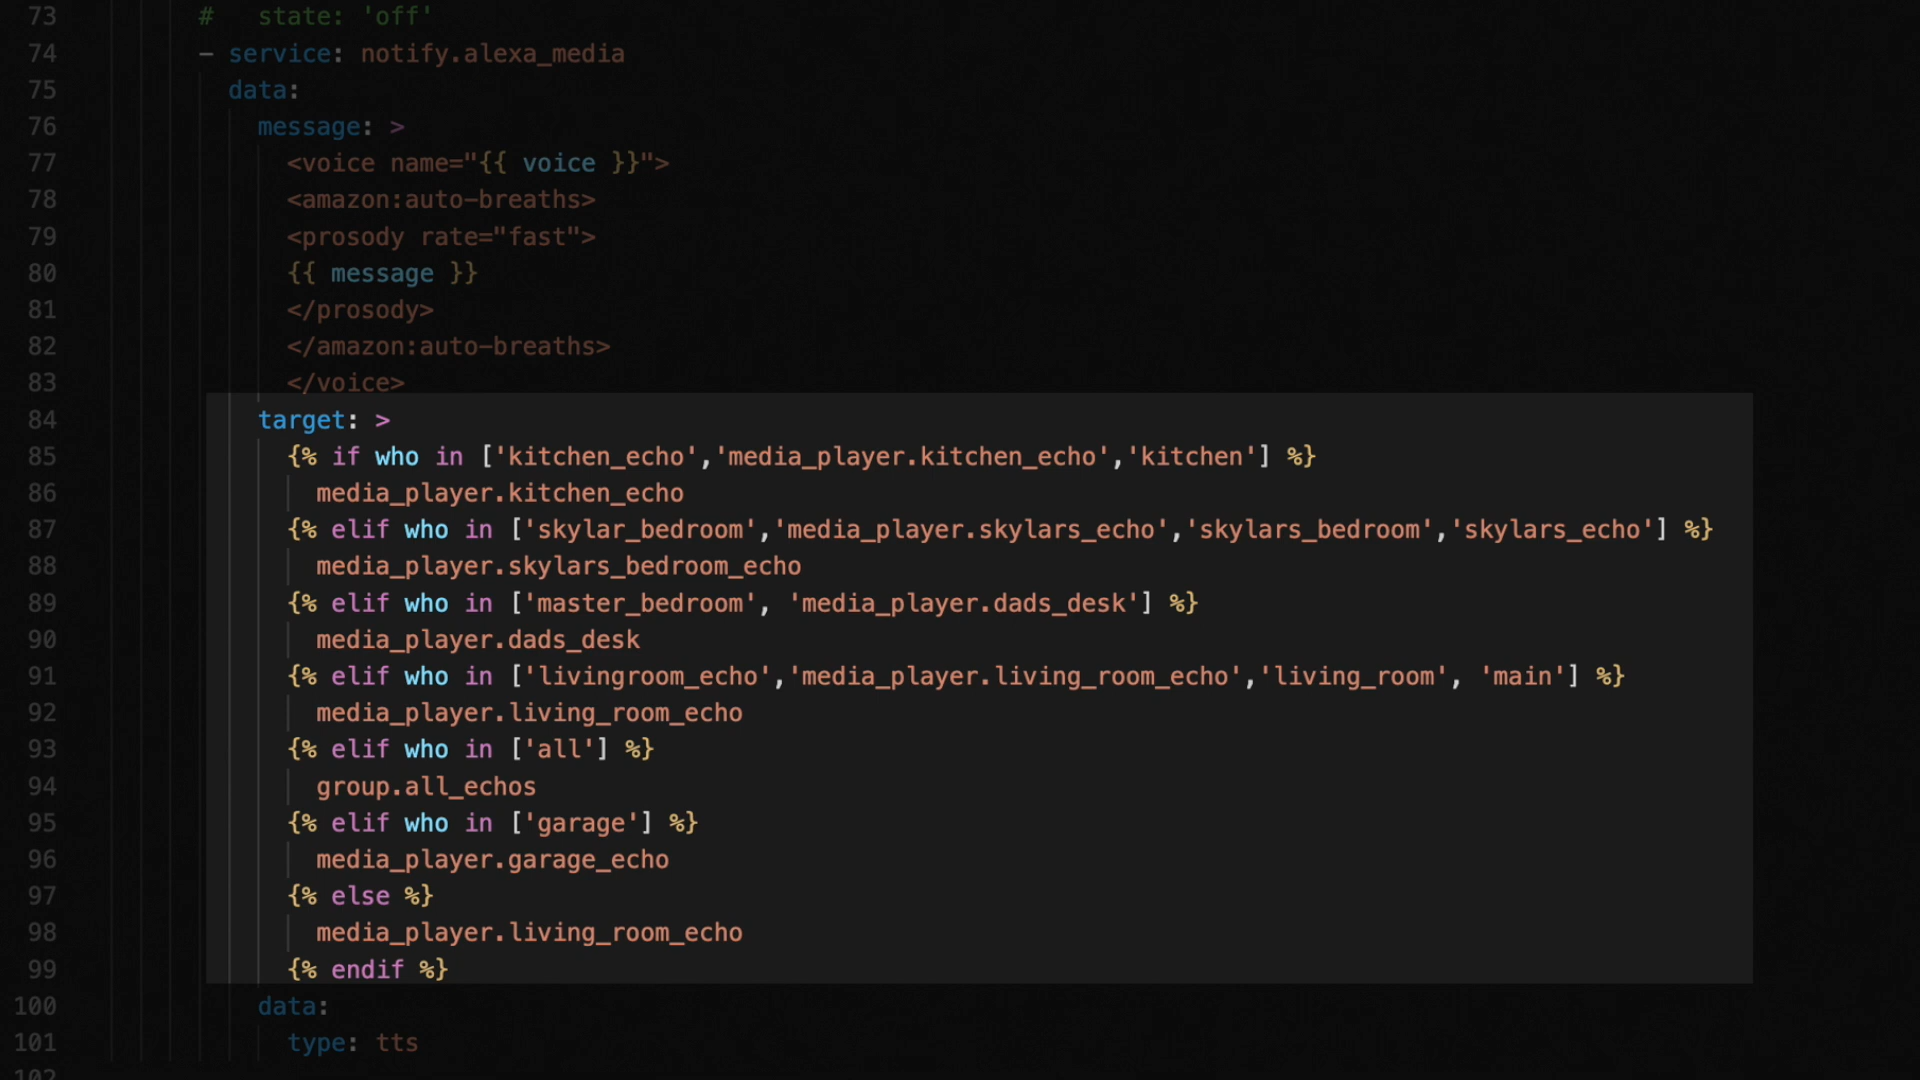 73 #   state: 'off'
74 - service: notify.alexa_media
75 data:
76 message: >
77 <voice name="{{ voice }}">
78 <amazon:auto-breaths>
79 <prosody rate="fast">
80 {{ message }}
81 </prosody>
82 </amazon:auto-breaths>
83 </voice>
84 target: >
85 {% if who in ['kitchen_echo','media_player.kitchen_echo','kitchen'] %}
86 media_player.kitchen_echo
87 {% elif who in ['skylar_bedroom','media_player.skylars_echo','skylars_bedroom','skylars_echo'] %}
88 media_player.skylars_bedroom_echo
89 {% elif who in ['master_bedroom', 'media_player.dads_desk'] %}
90 media_player.dads_desk
91 {% elif who in ['livingroom_echo','media_player.living_room_echo','living_room', 'main'] %}
92 media_player.living_room_echo
93 {% elif who in ['all'] %}
94 group.all_echos
95 {% elif who in ['garage'] %}
96 media_player.garage_echo
97 {% else %}
98 media_player.living_room_echo
99 {% endif %}
100 data:
101 type: tts
102